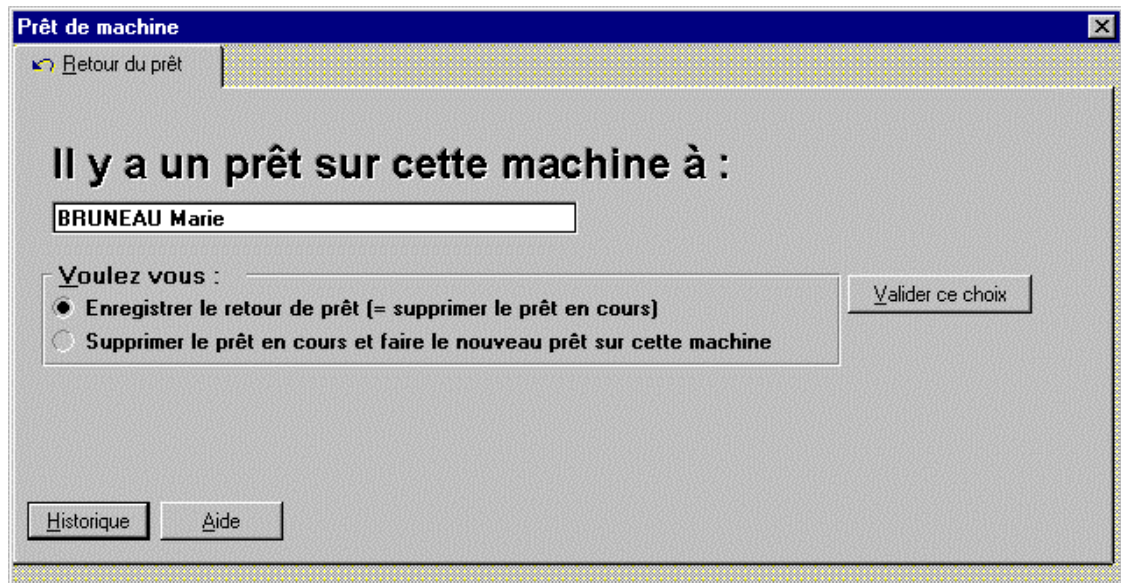 Prêt de machine
Retour du prêt
Il y a un prêt sur cette machine à :
BRUNEAU Marie
Voulez vous :
Enregistrer le retour de prêt (= supprimer le prêt en cours)
Valider ce choix
Supprimer le prêt en cours et faire le nouveau prêt sur cette machine
Historique
Aide